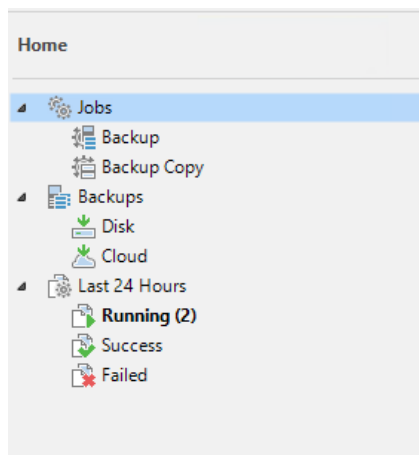 Home
Jobs
Backup
Backup Copy
Backups
Disk
Cloud
Last 24 Hours
Running (2)
Success
Failed